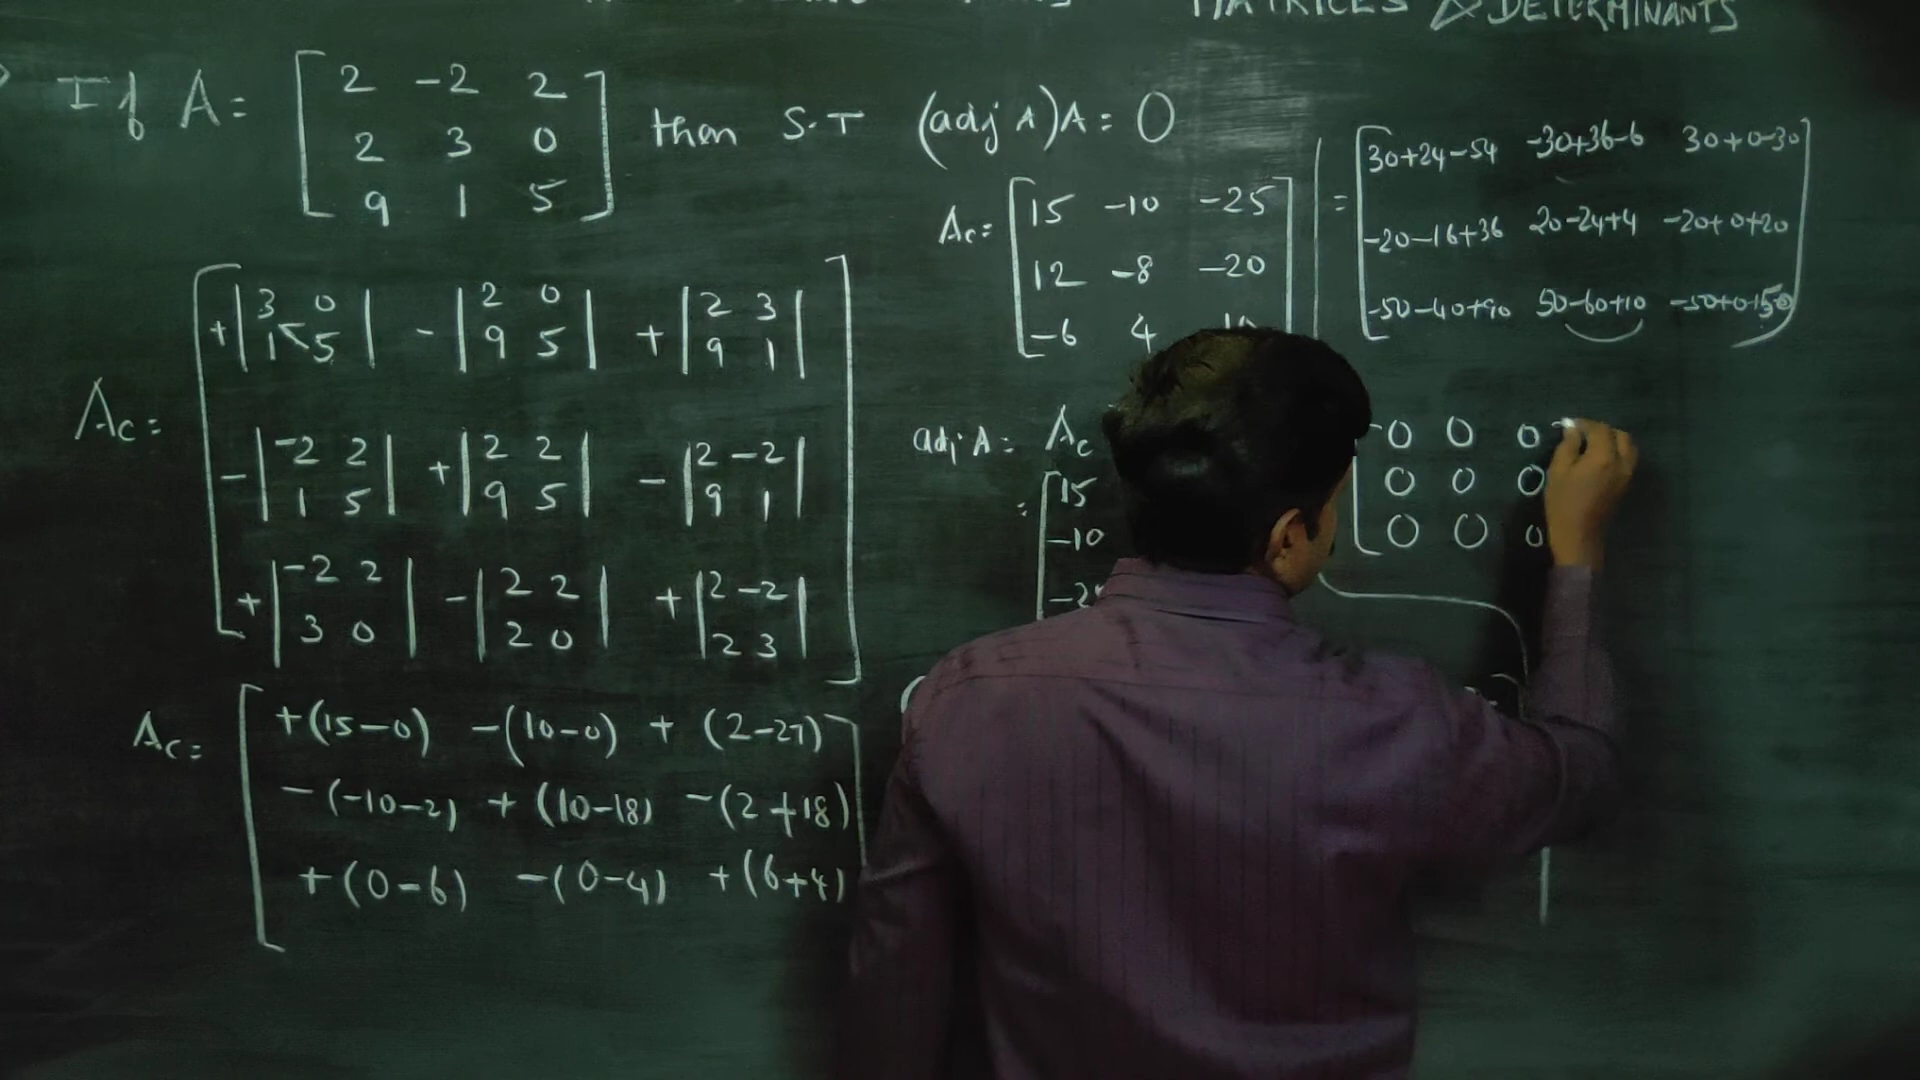 MATRICES & DETERMINANTS
If A = [ 2 -2 2 then S.T (adj A)A = 0
2 3 0
9 1 5 ]
Ac = [ +|3 0 -|2 0 +|2 3
1 5| 9 5| 9 1|
-|-2 2 +|2 2 -|2 -2
1 5| 9 5| 9 1|
+|-2 2 -|2 2 +|2 -2
3 0| 2 0| 2 3| ]
Ac = [ +(15-0) -(10-0) + (2-27)
-(-10-2) + (10-18) -(2+18)
+(0-6) -(0-4) +(6+4)
Ac = [ 15 -10 -25 ]
12 -8 -20
-6 4 10
adj A = Ac
= [ 15
-10
= [ 30+24-54 -30+36-6 30+0-30 ]
-20-16+36 20-24+4 -20+0+20
-50-40+90 50-60+10
[ 0 0 0
0 0 0
0 0 0